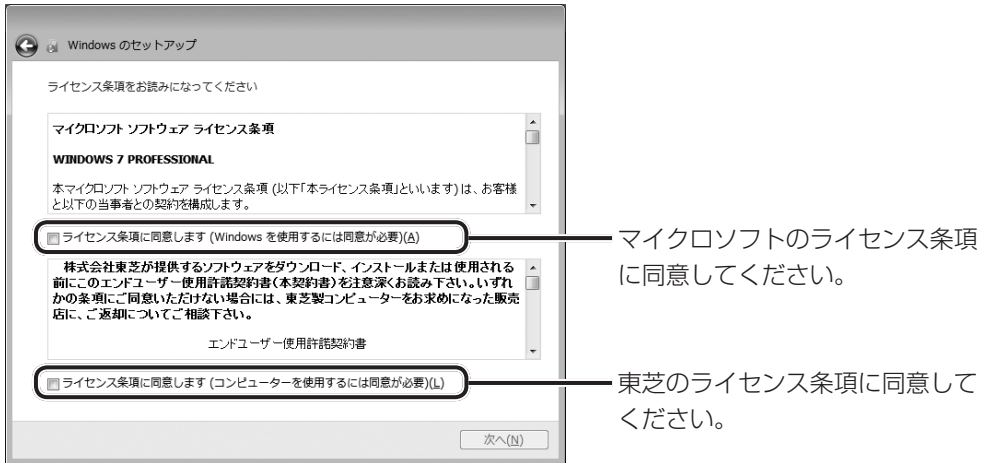 Windows のセットアップ
ライセンス条項をお読みになってください
マイクロソフト ソフトウェア ライセンス条項
WINDOWS 7 PROFESSIONAL
本マイクロソフト ソフトウェア ライセンス条項 (以下「本ライセンス条項」といいます) は、お客様
と以下の当事者との契約を構成します。
ライセンス条項に同意します (Windows を使用するには同意が必要)(A)
マイクロソフトのライセンス条項
に同意してください。
株式会社東芝が提供するソフトウェアをダウンロード、インストールまたは使用される
前にこのエンドユーザー使用許諾契約書(本契約書)を注意深くお読み下さい。いずれ
かの条項にご同意いただけない場合には、東芝製コンピューターをお求めになった販売
店に、ご返却についてご相談下さい。
エンドユーザー使用許諾契約書
ライセンス条項に同意します (コンピューターを使用するには同意が必要)(L)
東芝のライセンス条項に同意して
ください。
次へ(N)